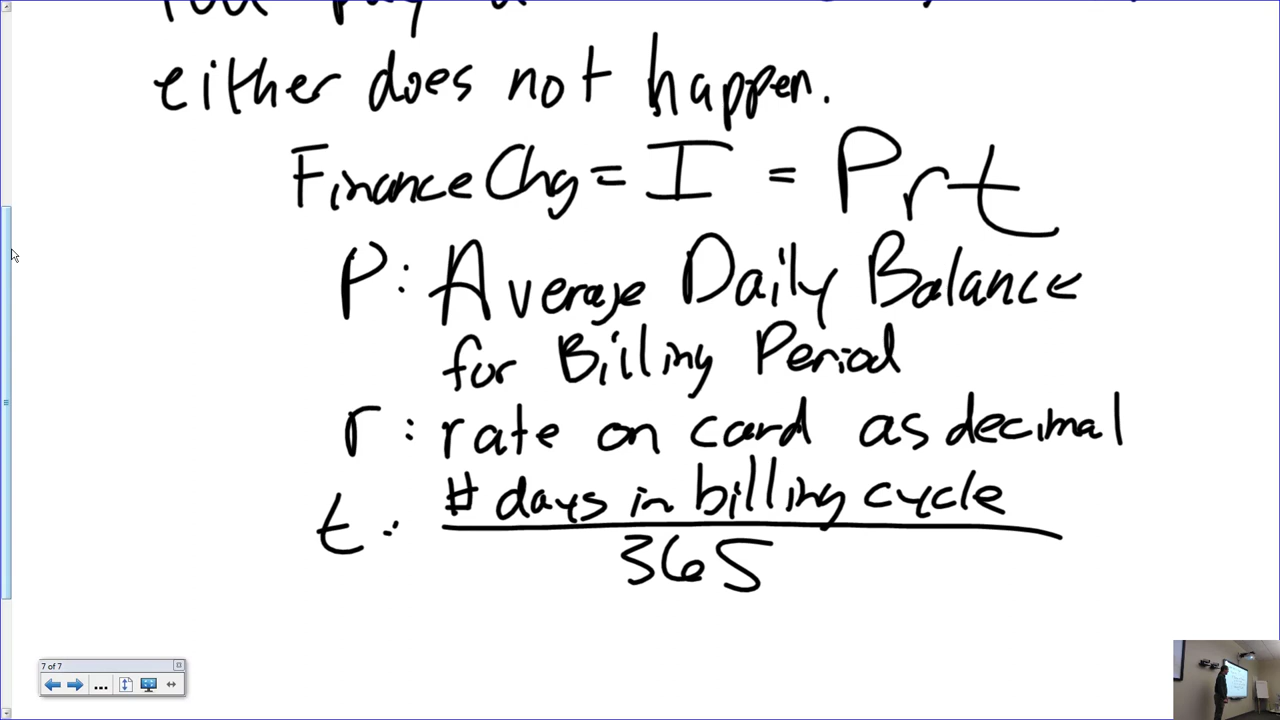 either does not happen.
Finance Chg = I = Prt
P: Average Daily Balance
for Billing Period
r: rate on card as decimal
t: # days in billing cycle
365
7 of 7